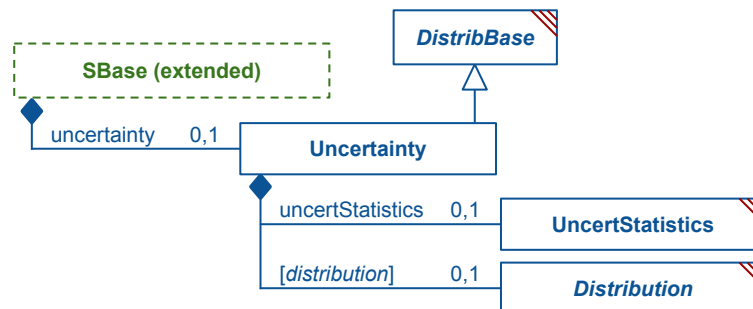 DistribBase
SBase (extended)
uncertainty 0,1
Uncertainty
uncertStatistics 0,1
UncertStatistics
[distribution] 0,1
Distribution